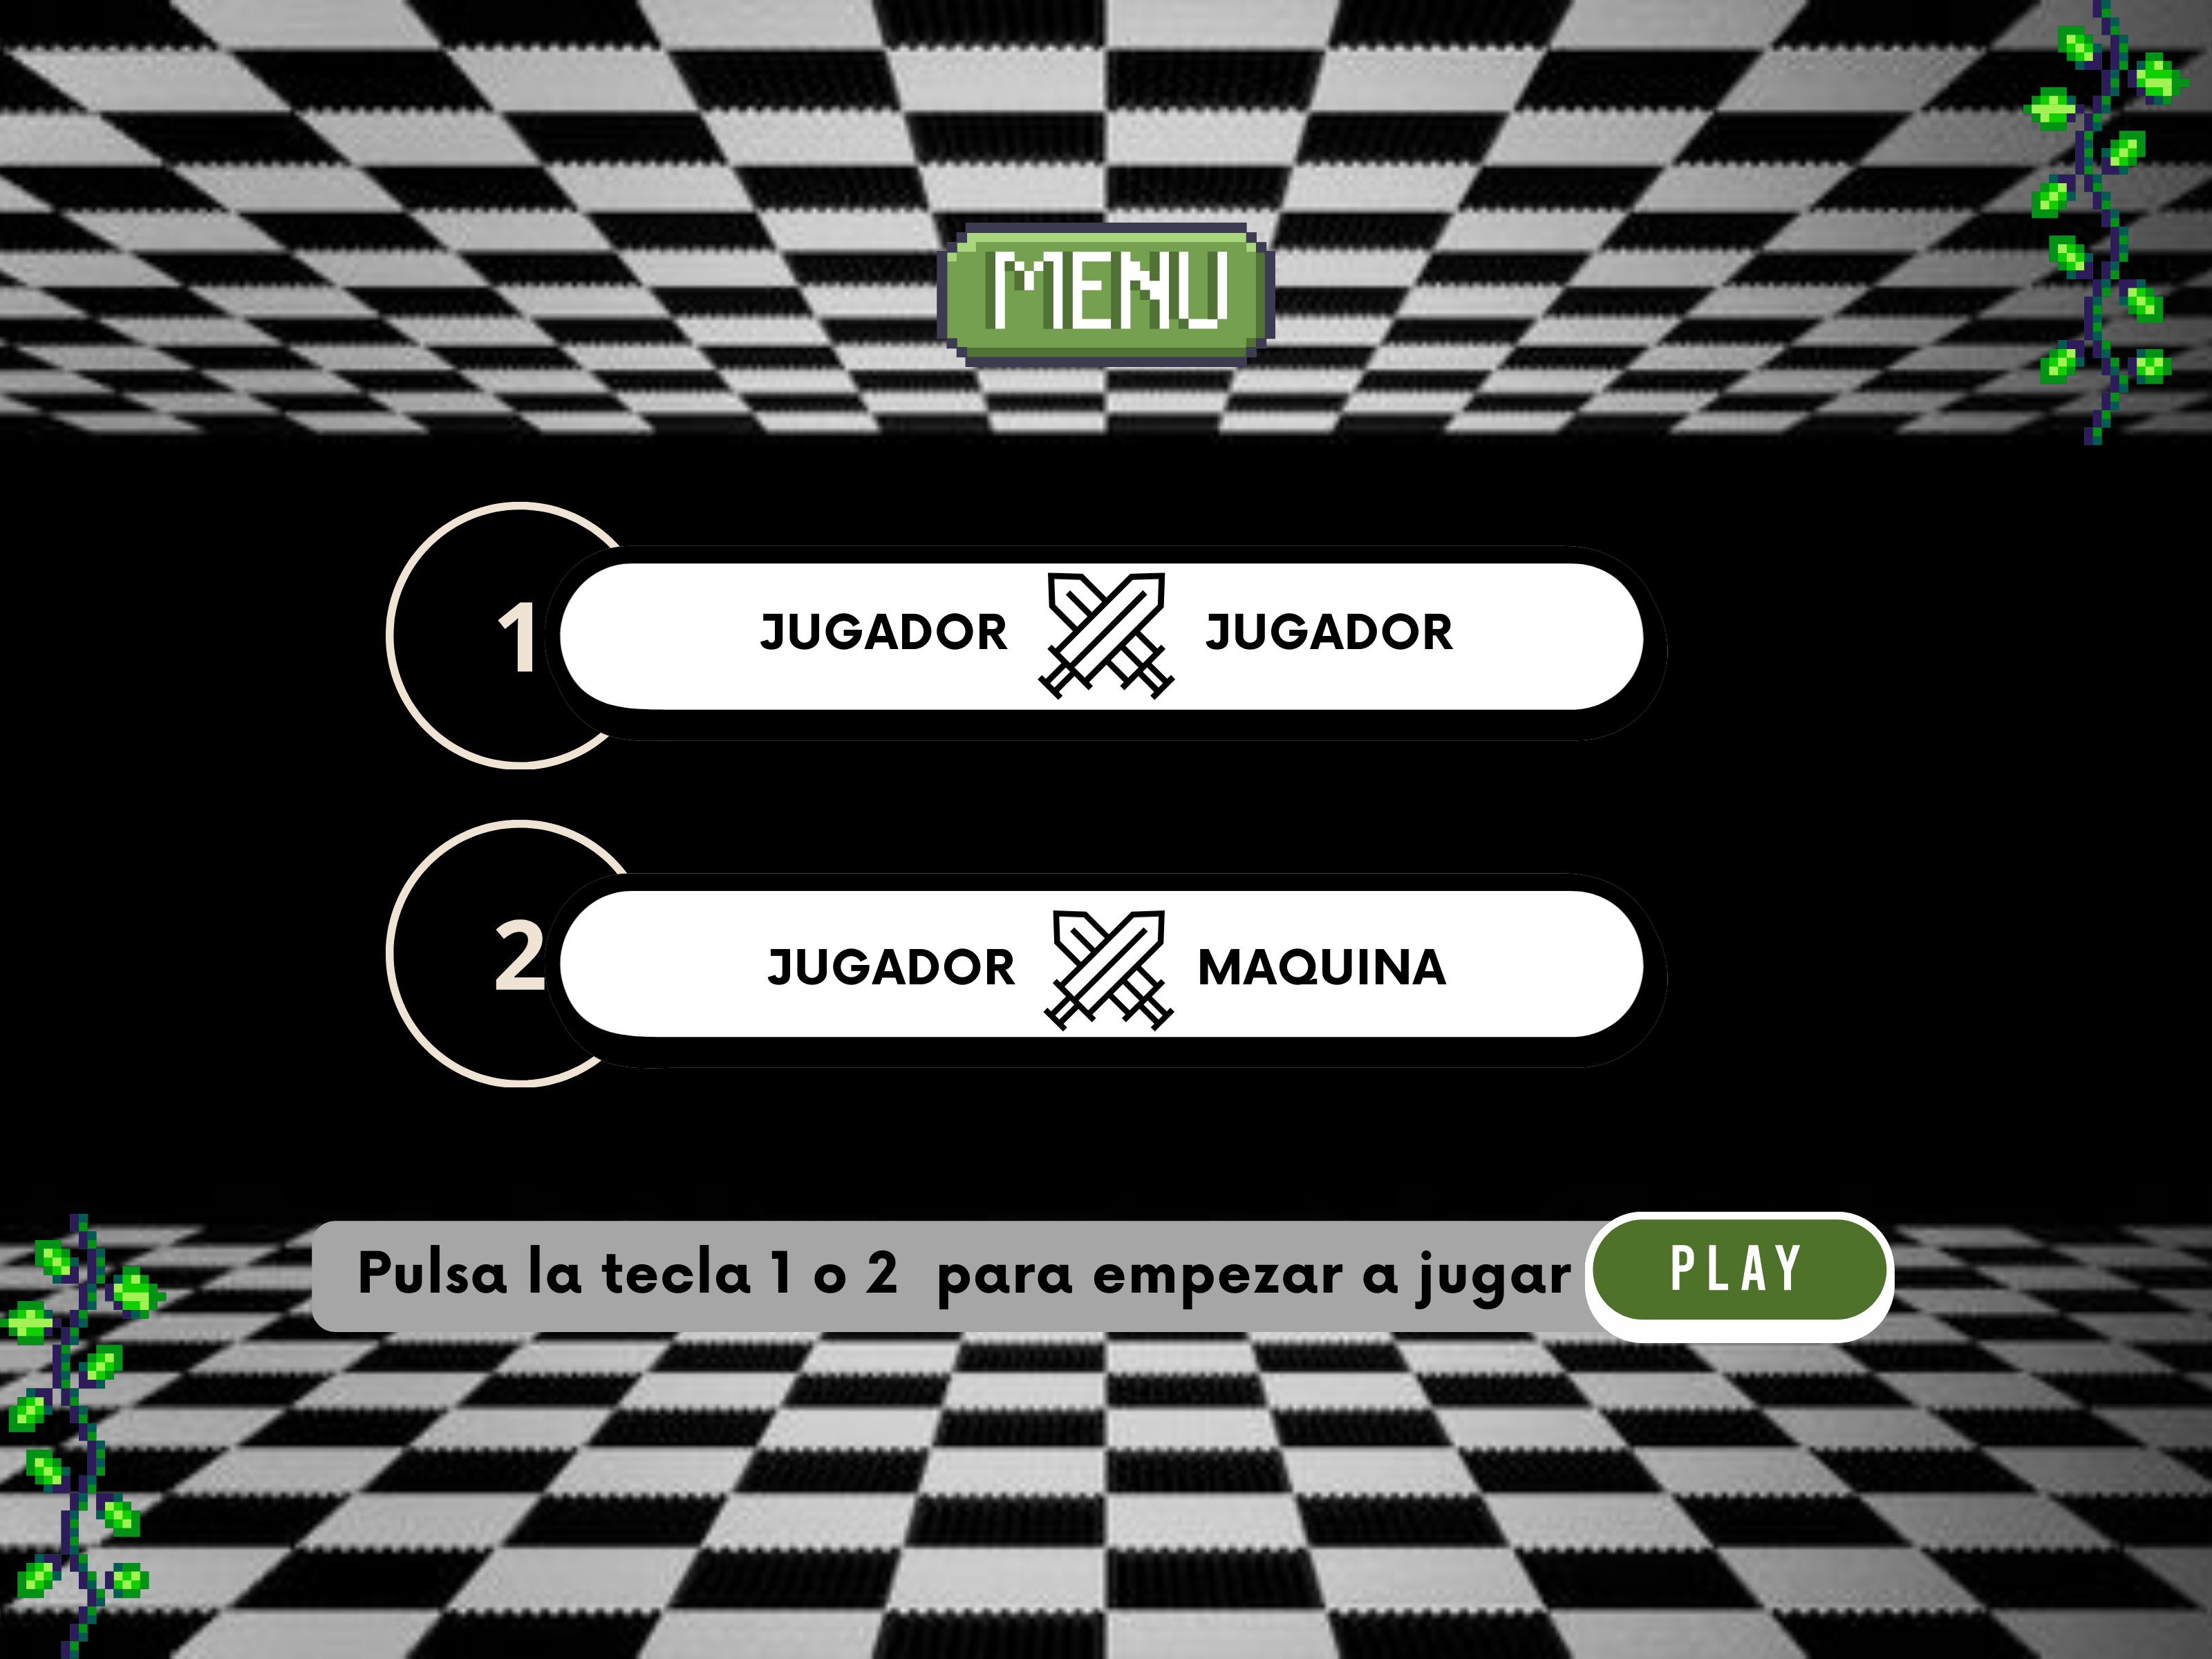 MENU
1
JUGADOR JUGADOR
2
JUGADOR MAQUINA
Pulsa la tecla 1 o 2 para empezar a jugar
PLAY